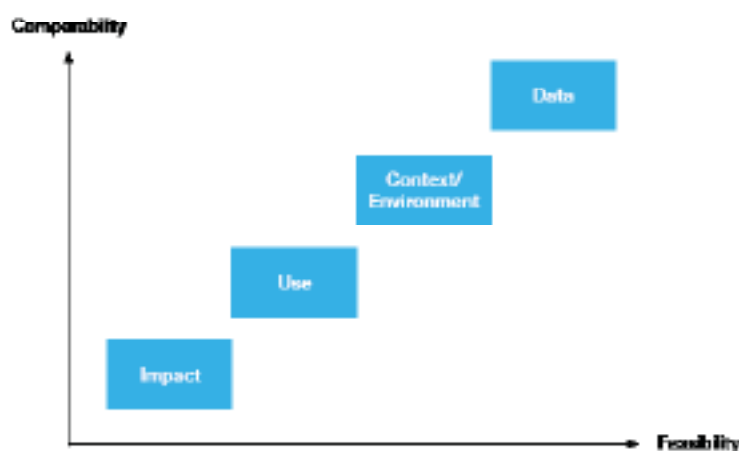 Comparability
Data
Context/
Environment
Use
Impact
Feasibility